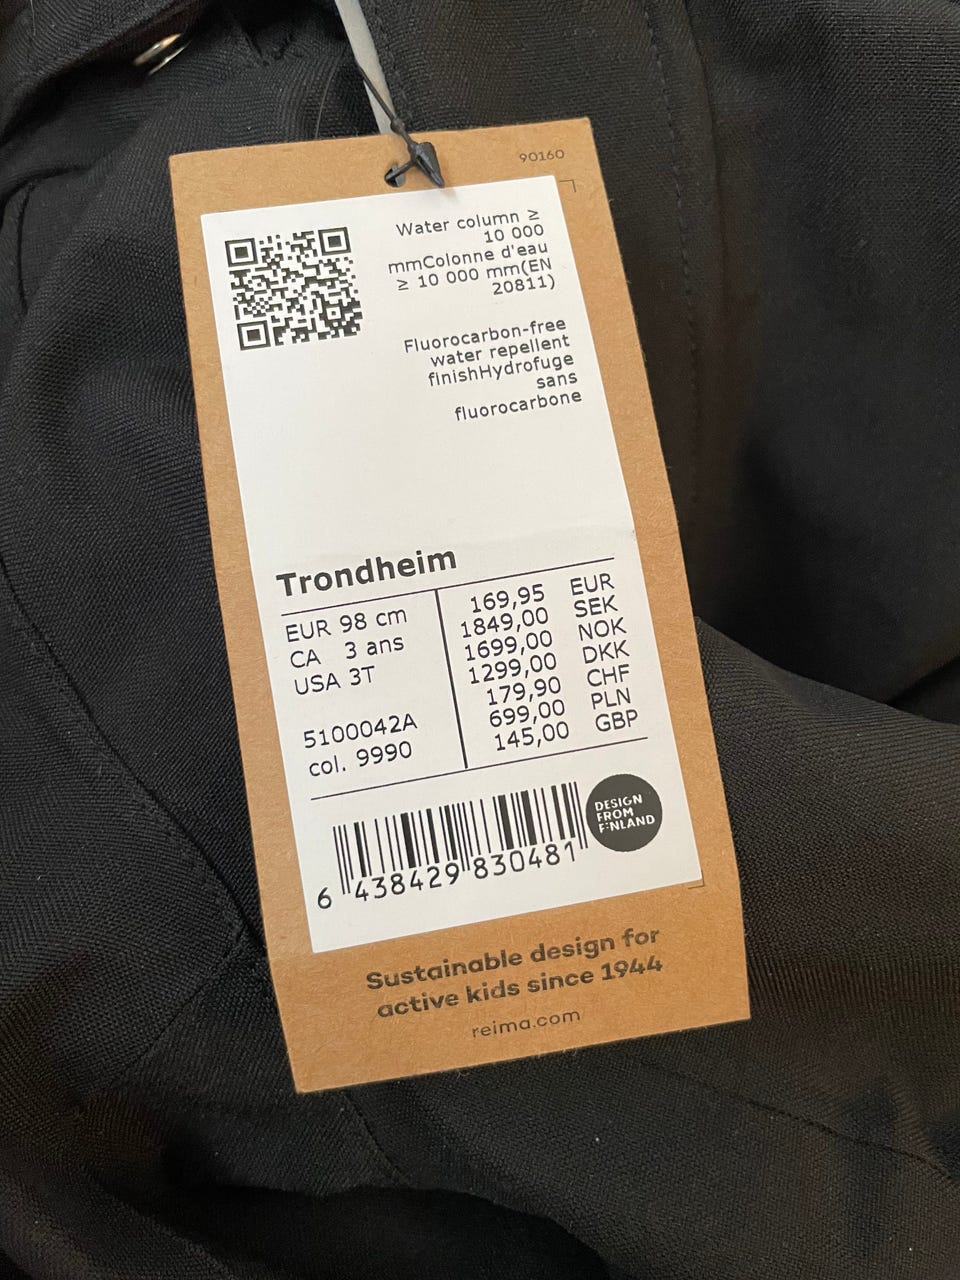 90160
Water column ≥
10 000
mmColonne d'eau
≥ 10 000 mm(EN
20811)
Fluorocarbon-free
water repellent
finishHydrofuge
sans
fluorocarbone
Trondheim
EUR 98 cm
CA 3 ans
USA 3T
5100042A
col. 9990
169,95 EUR
1849,00 SEK
1699,00 NOK
1299,00 DKK
179,90 CHF
699,00 PLN
145,00 GBP
6 438429 830481
DESIGN
FROM
FINLAND
Sustainable design for
active kids since 1944
reima.com